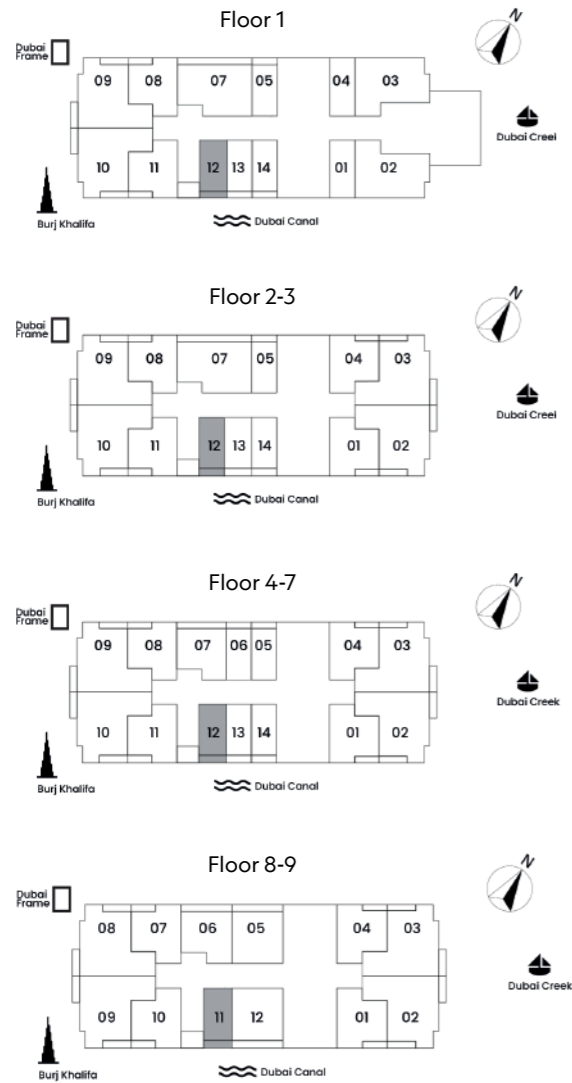 Floor 1
N
Dubai
Frame
09 08 07 05 04 03
Dubai Creel
10 11 12 13 14 01 02
Burj Khalifa
Dubai Canal
Floor 2-3
N
Dubai
Frame
09 08 07 05 04 03
Dubai Creel
10 11 12 13 14 01 02
Burj Khalifa
Dubai Canal
Floor 4-7
N
Dubai
Frame
09 08 07 06 05 04 03
Dubai Creek
10 11 12 13 14 01 02
Burj Khalifa
Dubai Canal
Floor 8-9
N
Dubai
Frame
08 07 06 05 04 03
Dubai Creek
09 10 11 12 01 02
Burj Khalifa
Dubai Canal